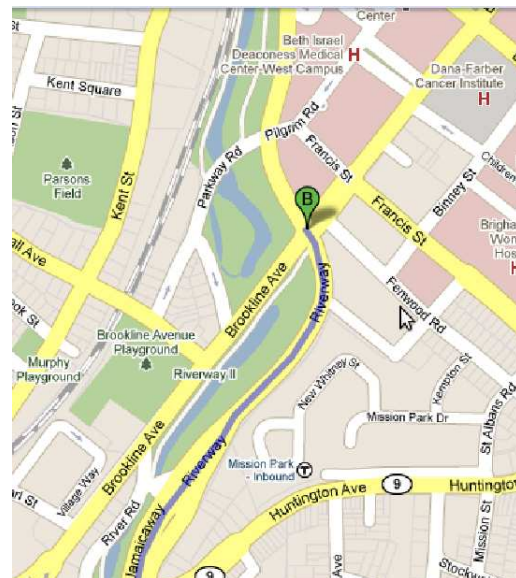 Center
Beth Israel
Deaconess Medical
Center-West Campus
H
Dana-Farber
Cancer Institute
H
Kent Square
Pilgrim Rd
Francis St
Parkway Rd
Binney St
Parsons
Field
Kent St
B
Francis St
Ave
Brookline Ave
Riverway
Fenwood Rd
Brookline Avenue
Playground
Murphy
Playground
Riverway II
New Whitney St
Kempton St
Mission Park Dr
St Albans Rd
Brookline Ave
Riverway
Mission Park
- Inbound
T
9
Huntington Ave
Village Way
River Rd
Jamaicaway
Mission St
9
Ave